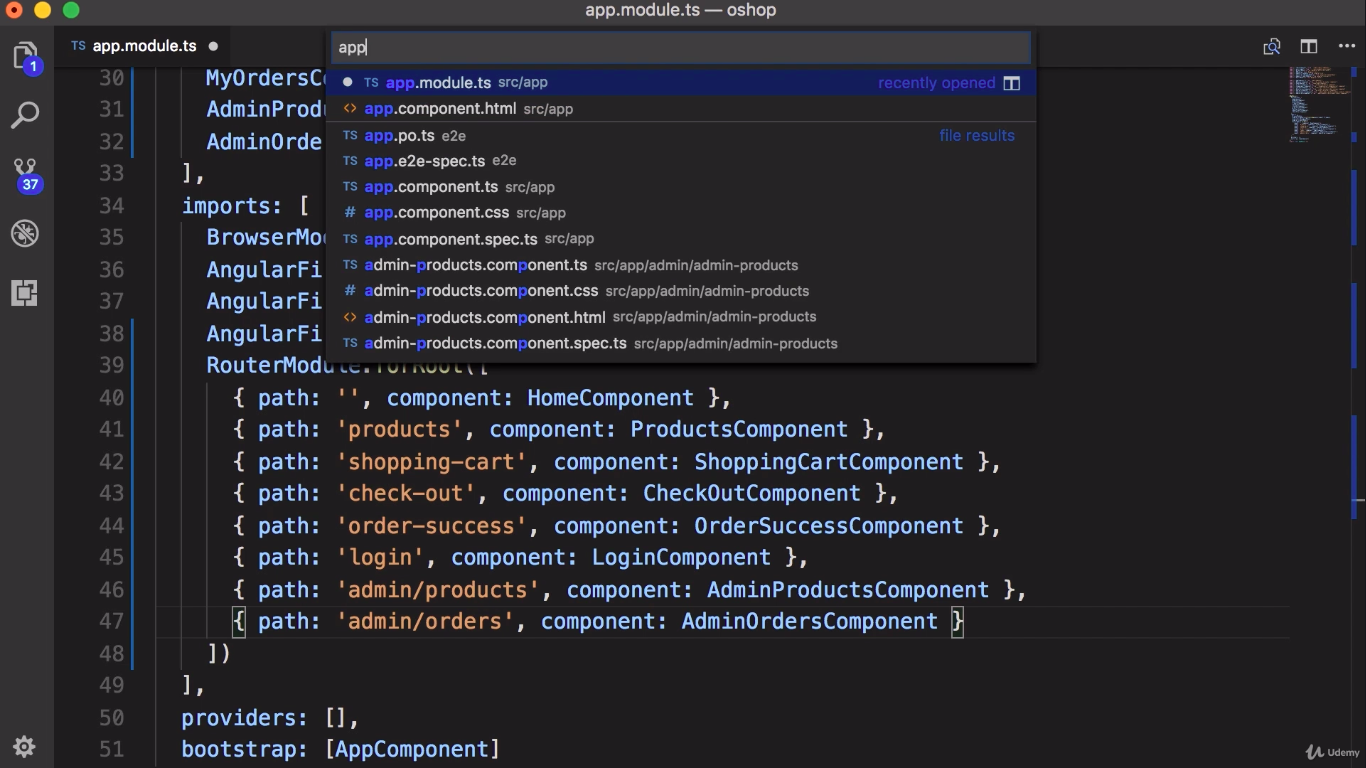 app.module.ts — oshop
TS app.module.ts
app
TS app.module.ts src/app recently opened
<> app.component.html src/app
TS app.po.ts e2e file results
TS app.e2e-spec.ts e2e
TS app.component.ts src/app
# app.component.css src/app
TS app.component.spec.ts src/app
TS admin-products.component.ts src/app/admin/admin-products
# admin-products.component.css src/app/admin/admin-products
<> admin-products.component.html src/app/admin/admin-products
TS admin-products.component.spec.ts src/app/admin/admin-products
1
37
30 MyOrdersC
31 AdminProdu
32 AdminOrde
33 ],
34 imports: [
35 BrowserMo
36 AngularFi
37 AngularFi
38 AngularFi
39 RouterModule.forRoot([
40 { path: '', component: HomeComponent },
41 { path: 'products', component: ProductsComponent },
42 { path: 'shopping-cart', component: ShoppingCartComponent },
43 { path: 'check-out', component: CheckOutComponent },
44 { path: 'order-success', component: OrderSuccessComponent },
45 { path: 'login', component: LoginComponent },
46 { path: 'admin/products', component: AdminProductsComponent },
47 { path: 'admin/orders', component: AdminOrdersComponent }
48 ])
49 ],
50 providers: [],
51 bootstrap: [AppComponent]
Udemy